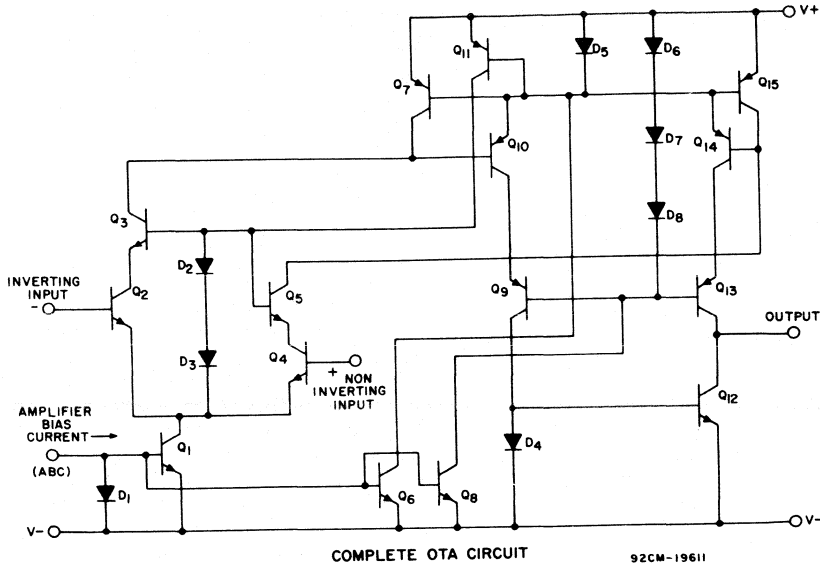 V+
Q11
D5
D6
Q7
Q15
Q10
D7
Q14
Q3
D8
D2
INVERTING
INPUT
-
Q2
Q5
Q9
Q13
OUTPUT
D3
Q4
+
NON
INVERTING
INPUT
Q12
AMPLIFIER
BIAS
CURRENT →
(ABC)
Q1
D4
D1
Q6
Q8
V-
V-
COMPLETE OTA CIRCUIT
92CM-19611